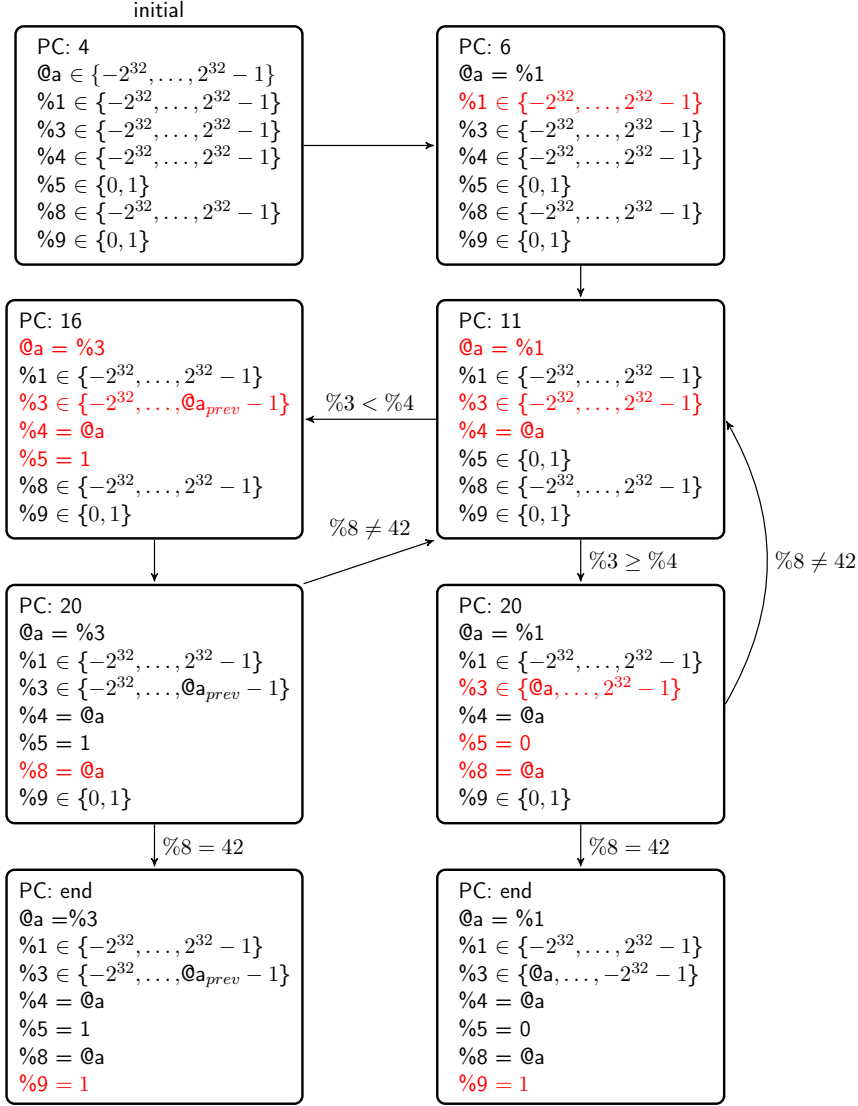 initial
PC: 4
@a ∈ {−2^32, …, 2^32 − 1}
%1 ∈ {−2^32, …, 2^32 − 1}
%3 ∈ {−2^32, …, 2^32 − 1}
%4 ∈ {−2^32, …, 2^32 − 1}
%5 ∈ {0, 1}
%8 ∈ {−2^32, …, 2^32 − 1}
%9 ∈ {0, 1}
PC: 6
@a = %1
%1 ∈ {−2^32, …, 2^32 − 1}
%3 ∈ {−2^32, …, 2^32 − 1}
%4 ∈ {−2^32, …, 2^32 − 1}
%5 ∈ {0, 1}
%8 ∈ {−2^32, …, 2^32 − 1}
%9 ∈ {0, 1}
PC: 16
@a = %3
%1 ∈ {−2^32, …, 2^32 − 1}
%3 ∈ {−2^32, …, @a_prev − 1}
%4 = @a
%5 = 1
%8 ∈ {−2^32, …, 2^32 − 1}
%9 ∈ {0, 1}
%3 < %4
PC: 11
@a = %1
%1 ∈ {−2^32, …, 2^32 − 1}
%3 ∈ {−2^32, …, 2^32 − 1}
%4 = @a
%5 ∈ {0, 1}
%8 ∈ {−2^32, …, 2^32 − 1}
%9 ∈ {0, 1}
%8 ≠ 42
%3 ≥ %4
%8 ≠ 42
PC: 20
@a = %3
%1 ∈ {−2^32, …, 2^32 − 1}
%3 ∈ {−2^32, …, @a_prev − 1}
%4 = @a
%5 = 1
%8 = @a
%9 ∈ {0, 1}
PC: 20
@a = %1
%1 ∈ {−2^32, …, 2^32 − 1}
%3 ∈ {@a, …, 2^32 − 1}
%4 = @a
%5 = 0
%8 = @a
%9 ∈ {0, 1}
%8 = 42
%8 = 42
PC: end
@a =%3
%1 ∈ {−2^32, …, 2^32 − 1}
%3 ∈ {−2^32, …, @a_prev − 1}
%4 = @a
%5 = 1
%8 = @a
%9 = 1
PC: end
@a = %1
%1 ∈ {−2^32, …, 2^32 − 1}
%3 ∈ {@a, …, −2^32 − 1}
%4 = @a
%5 = 0
%8 = @a
%9 = 1